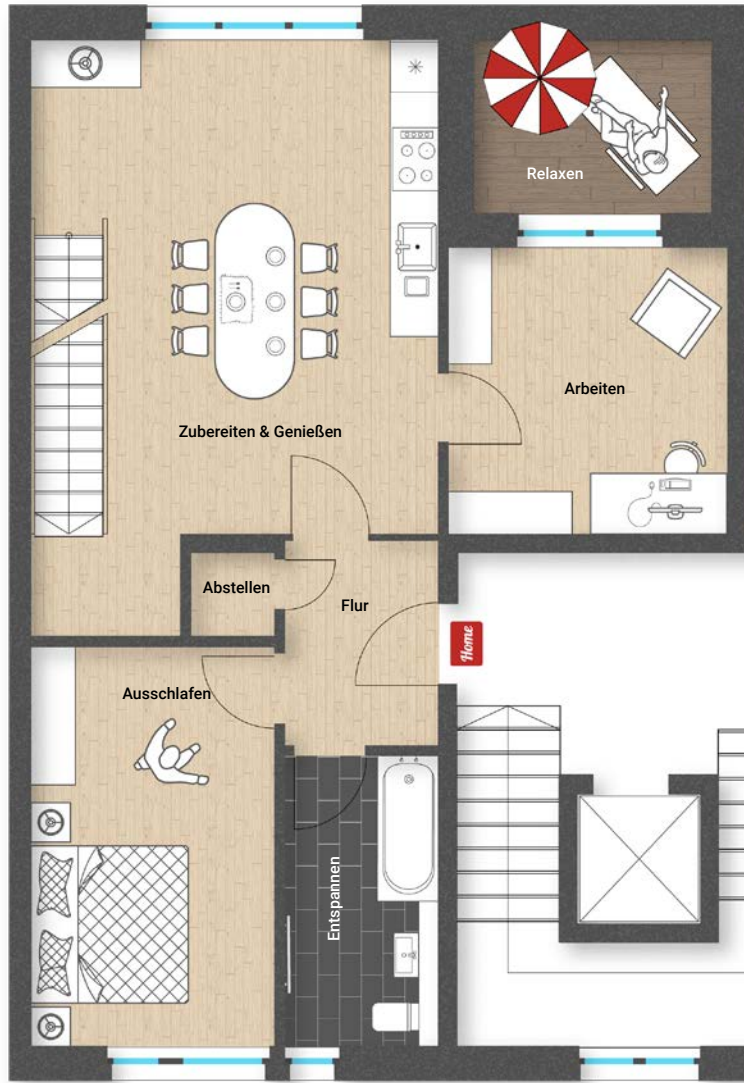 Relaxen
Arbeiten
Zubereiten & Genießen
Abstellen
Flur
Home
Ausschlafen
Entspannen